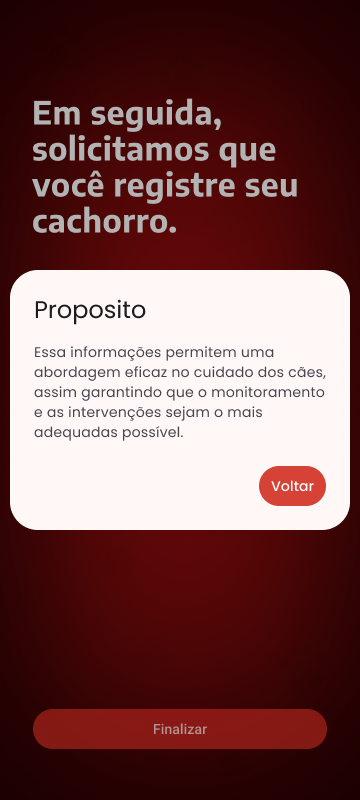 Em seguida,
solicitamos que
você registre seu
cachorro.
Proposito
Essa informações permitem uma
abordagem eficaz no cuidado dos cães,
assim garantindo que o monitoramento
e as intervenções sejam o mais
adequadas possível.
Voltar
Finalizar